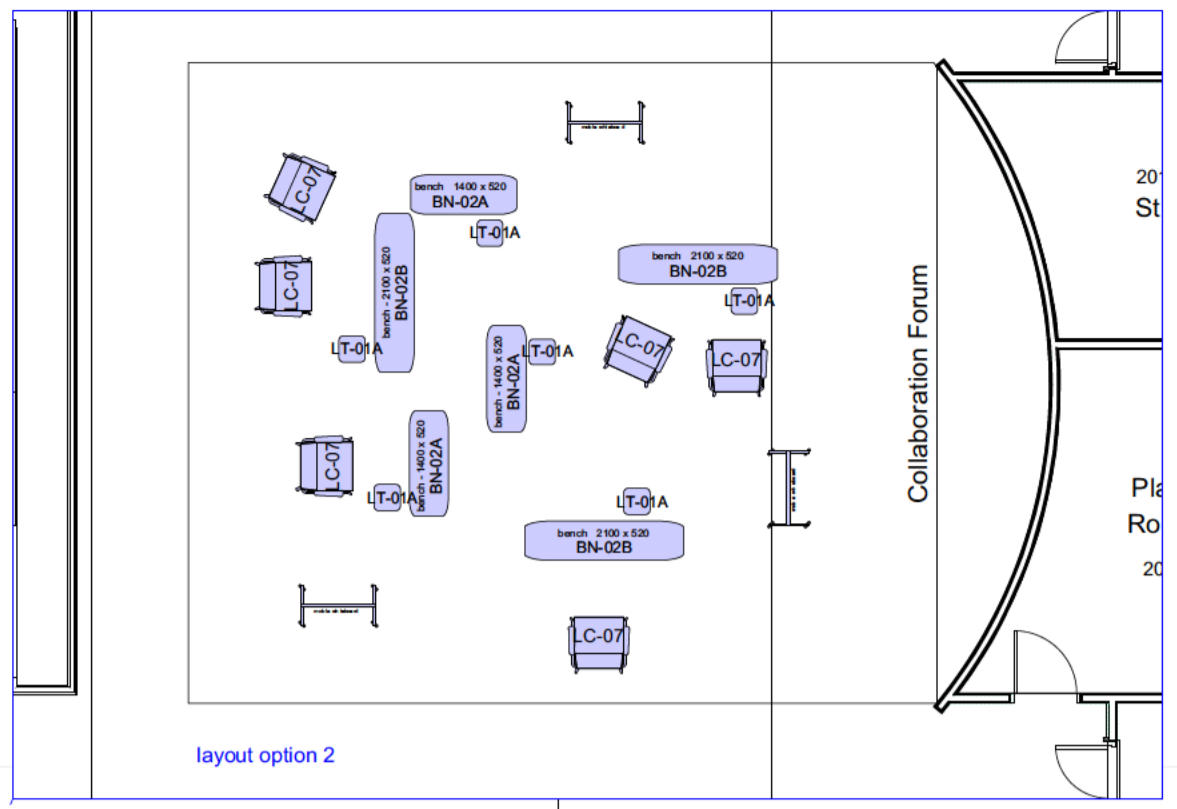 LC-07
bench 1400 x 520
BN-02A
LT-01A
bench - 2100 x 520
BN-02B
LC-07
LT-01A
bench 2100 x 520
BN-02B
LT-01A
bench - 1400 x 520
BN-02A
LT-01A
LC-07
LC-07
Collaboration Forum
LC-07
bench - 1400 x 520
BN-02A
LT-01A
LT-01A
bench 2100 x 520
BN-02B
LC-07
201
St
Pla
Ro
20
layout option 2